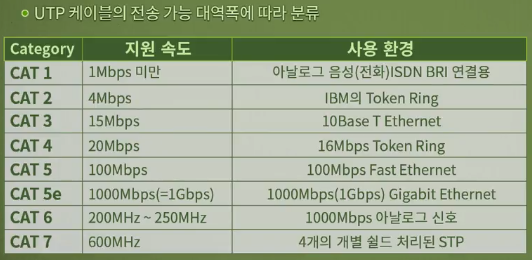 UTP 케이블의 전송 가능 대역폭에 따라 분류
Category 지원 속도 사용 환경
CAT 1 1Mbps 미만 아날로그 음성(전화)ISDN BRI 연결용
CAT 2 4Mbps IBM의 Token Ring
CAT 3 15Mbps 10Base T Ethernet
CAT 4 20Mbps 16Mbps Token Ring
CAT 5 100Mbps 100Mbps Fast Ethernet
CAT 5e 1000Mbps(=1Gbps) 1000Mbps(1Gbps) Gigabit Ethernet
CAT 6 200MHz ~ 250MHz 1000Mbps 아날로그 신호
CAT 7 600MHz 4개의 개별 쉴드 처리된 STP